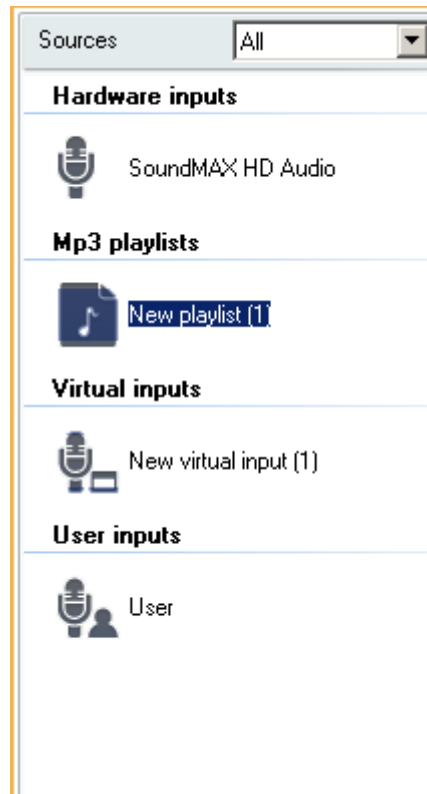 Sources All
Hardware inputs
SoundMAX HD Audio
Mp3 playlists
New playlist (1)
Virtual inputs
New virtual input (1)
User inputs
User